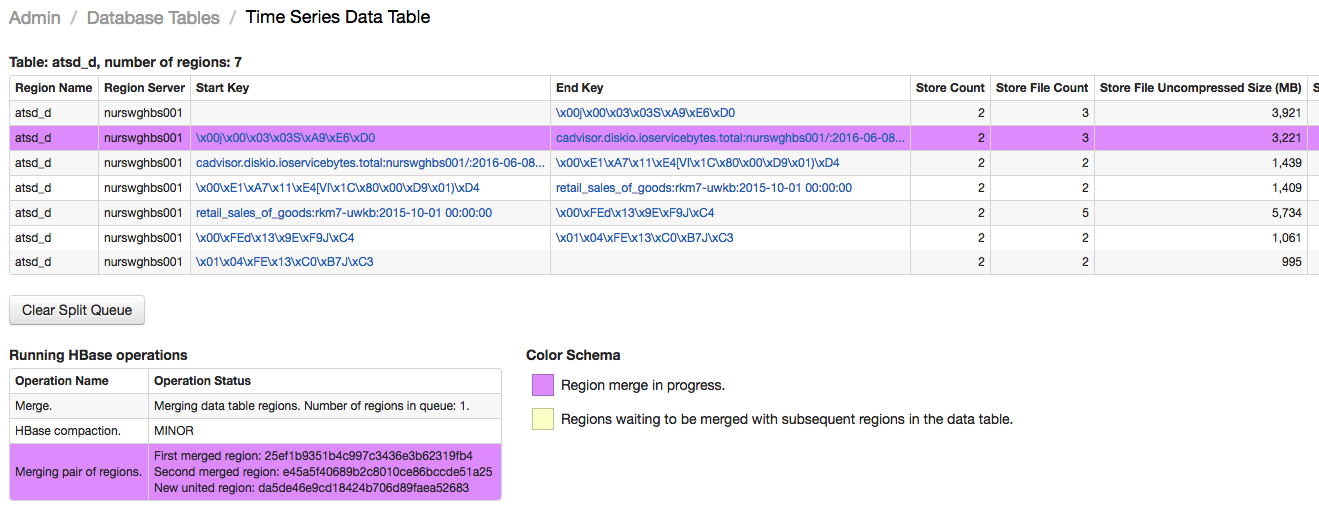 Admin / Database Tables / Time Series Data Table
Table: atsd_d, number of regions: 7
Region Name Region Server Start Key End Key Store Count Store File Count Store File Uncompressed Size (MB) S
atsd_d nurswghbs001 \x00j\x00\x03\x03S\xA9\xE6\xD0 2 3 3,921
atsd_d nurswghbs001 \x00j\x00\x03\x03S\xA9\xE6\xD0 cadvisor.diskio.ioservicebytes.total:nurswghbs001/:2016-06-08... 2 3 3,221
atsd_d nurswghbs001 cadvisor.diskio.ioservicebytes.total:nurswghbs001/:2016-06-08... \x00\xE1\xA7\x11\xE4[VI\x1C\x80\x00\xD9\x01)\xD4 2 2 1,439
atsd_d nurswghbs001 \x00\xE1\xA7\x11\xE4[VI\x1C\x80\x00\xD9\x01)\xD4 retail_sales_of_goods:rkm7-uwkb:2015-10-01 00:00:00 2 2 1,409
atsd_d nurswghbs001 retail_sales_of_goods:rkm7-uwkb:2015-10-01 00:00:00 \x00\xFEd\x13\x9E\xF9J\xC4 2 5 5,734
atsd_d nurswghbs001 \x00\xFEd\x13\x9E\xF9J\xC4 \x01\x04\xFE\x13\xC0\xB7J\xC3 2 2 1,061
atsd_d nurswghbs001 \x01\x04\xFE\x13\xC0\xB7J\xC3 2 2 995
Clear Split Queue
Running HBase operations
Operation Name Operation Status
Merge. Merging data table regions. Number of regions in queue: 1.
HBase compaction. MINOR
Merging pair of regions. First merged region: 25ef1b9351b4c997c3436e3b62319fb4
Second merged region: e45a5f40689b2c8010ce86bccde51a25
New united region: da5de46e9cd18424b706d89faea52683
Color Schema
Region merge in progress.
Regions waiting to be merged with subsequent regions in the data table.